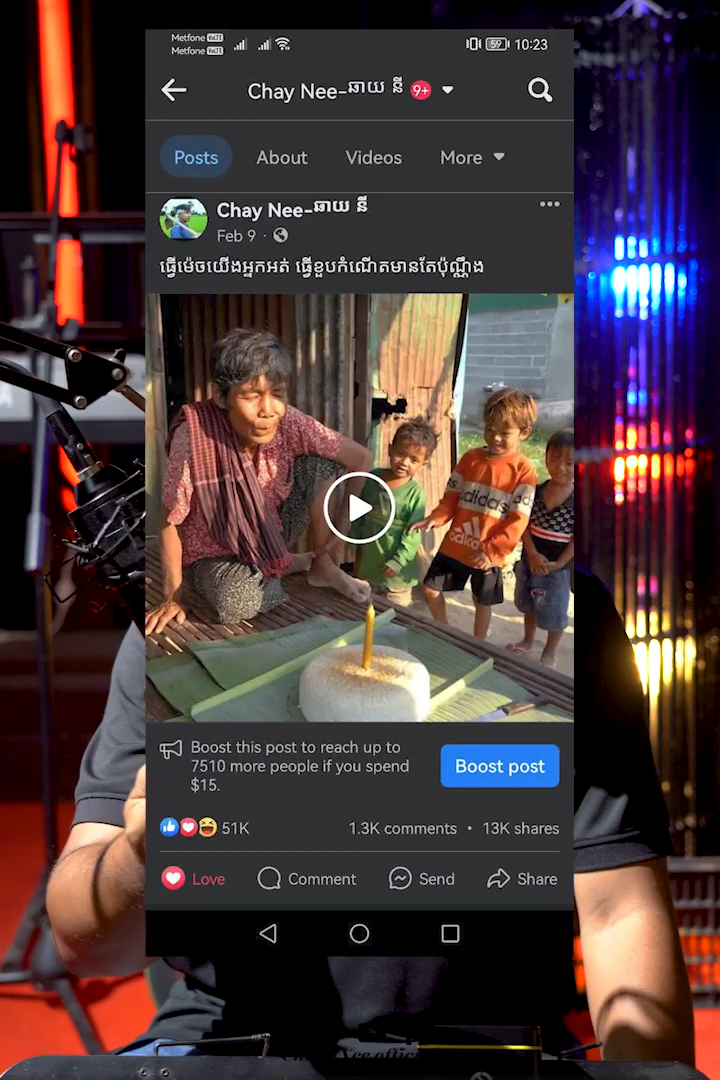 Metfone VoLTE
Metfone VoLTE
59
10:23
Chay Nee-ឆាយ នី 9+
Posts
About
Videos
More
Chay Nee-ឆាយ នី
Feb 9 ·
ធ្វើម៉េចយើងអ្នកអត់ ធ្វើខួបកំណើតមានតែប៉ុណ្ណឹង
adidas
adidas
Boost this post to reach up to
7510 more people if you spend
$15.
Boost post
51K
1.3K comments • 13K shares
Love
Comment
Send
Share